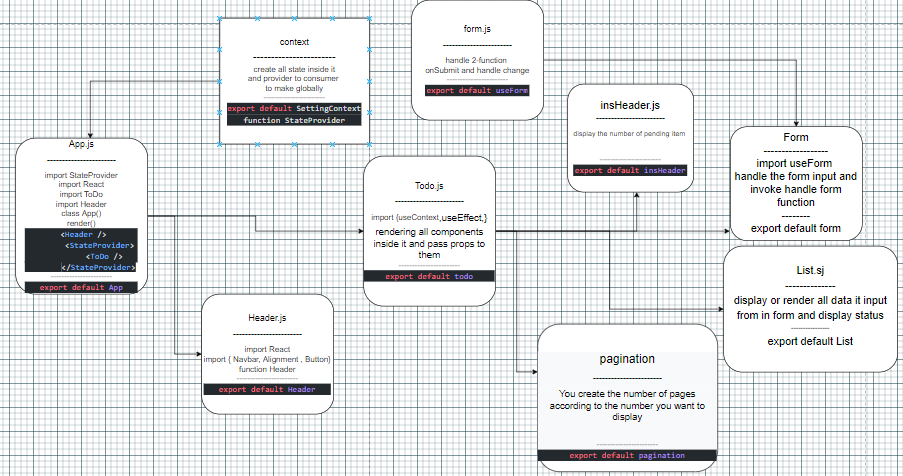 context
-----------------------
create all state inside it
and provider to consumer
to make globally
-----------------------
export default SettingContext
function StateProvider
form.js
-----------------------
handle 2-function
onSubmit and handle change
-----------------------
export default useForm
insHeader.js
-----------------------
display the number of pending item
-----------------------
export default insHeader
Form
------------------
import useForm
handle the form input and
invoke handle form
function
--------
export default form
App.js
-----------------------
import StateProvider
import React
import ToDo
import Header
class App()
render()
<Header />
<StateProvider>
<ToDo />
</StateProvider>
-----------------------
export default App
Todo.js
-----------------------
import {useContext,useEffect,}
rendering all components
inside it and pass props to
them
-----------------------
export default todo
List.sj
--------------
display or render all data it input
from in form and display status
--------------
export default List
Header.js
-----------------------
import React
import { Navbar, Alignment , Button}
function Header
-----------------------
export default Header
pagination
-----------------------
You create the number of pages
according to the number you want to
display
-----------------------
export default pagination